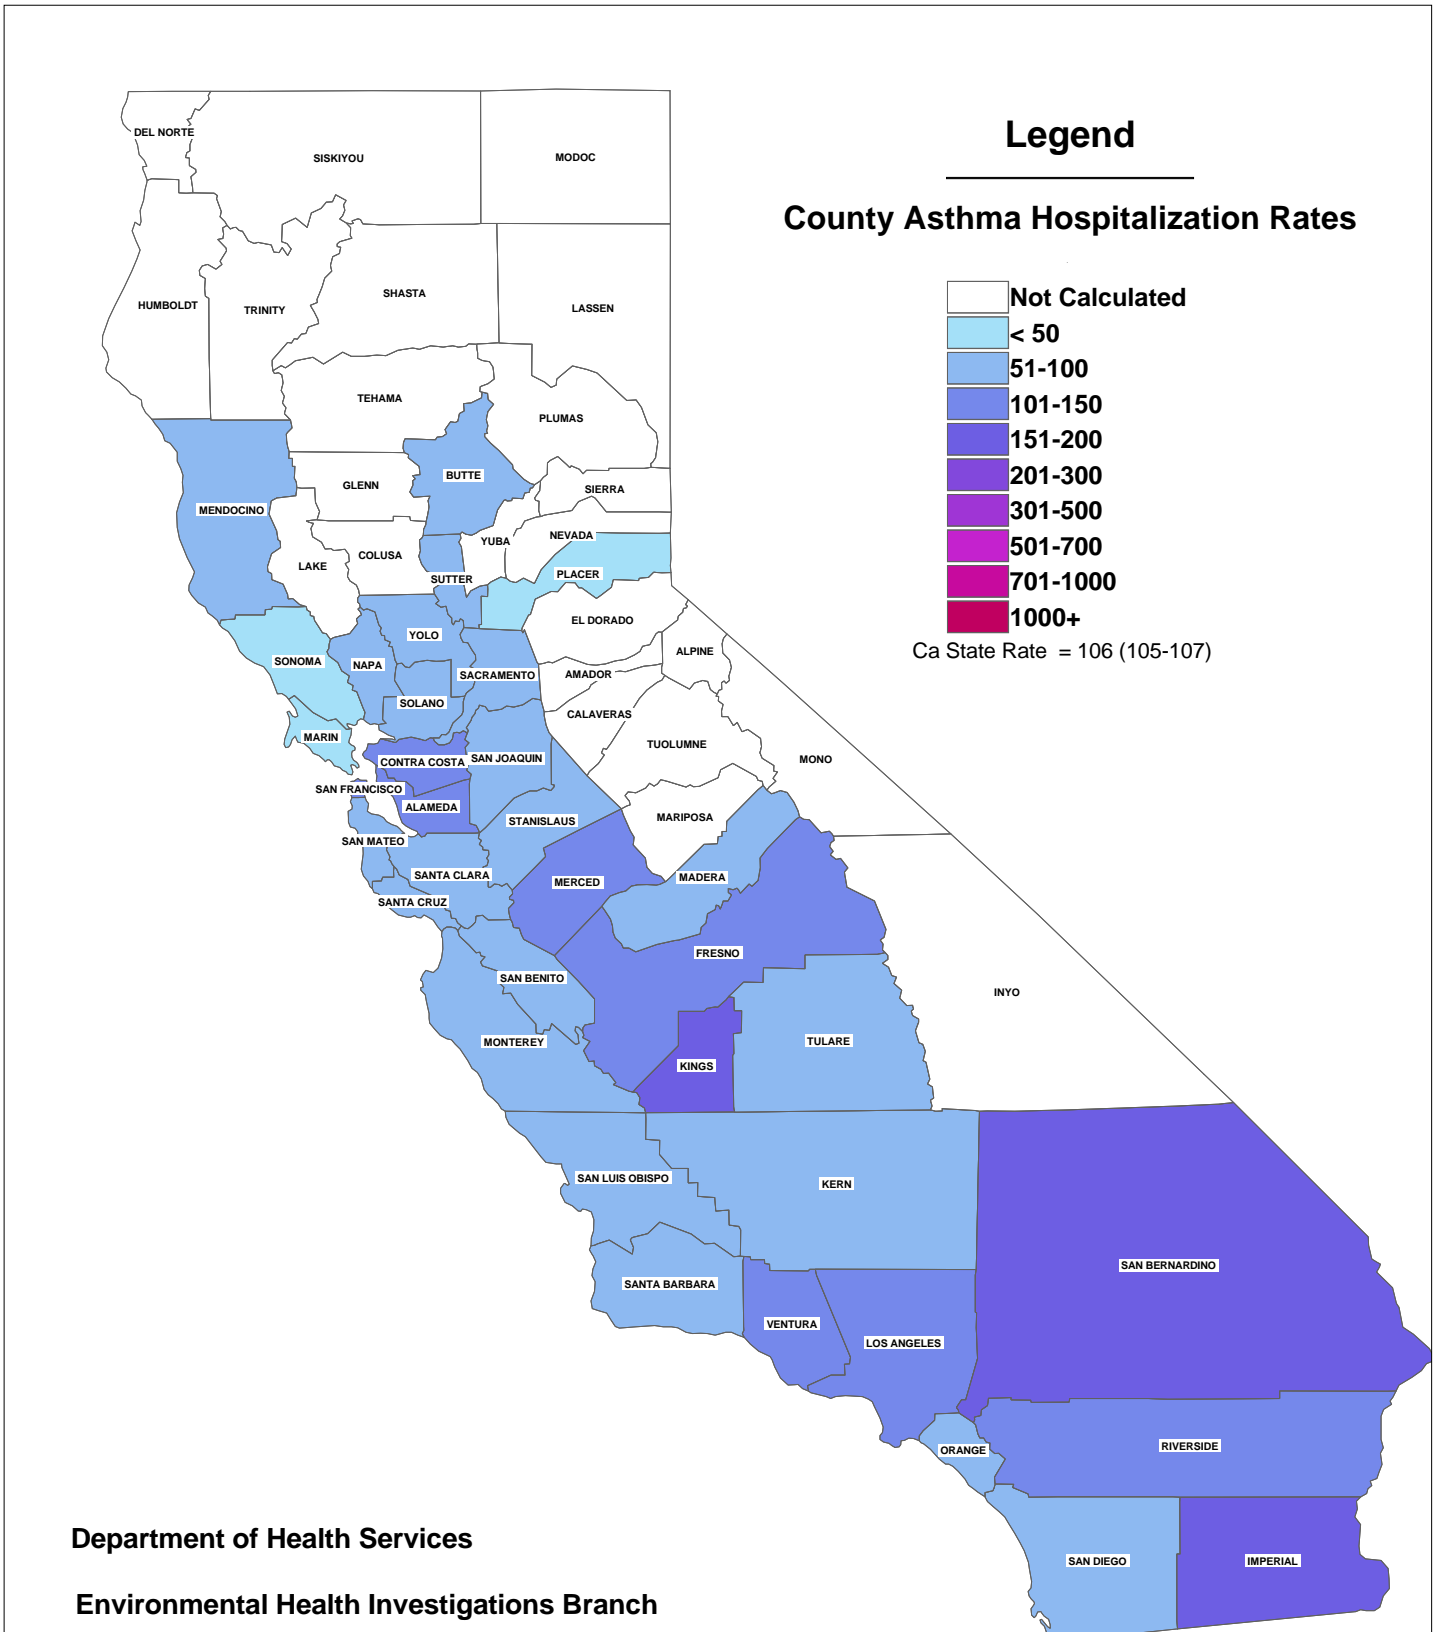 Legend
County Asthma Hospitalization Rates
Not Calculated
< 50
51-100
101-150
151-200
201-300
301-500
501-700
701-1000
1000+
Ca State Rate = 106 (105-107)
DEL NORTE
SISKIYOU
MODOC
HUMBOLDT
TRINITY
SHASTA
LASSEN
TEHAMA
PLUMAS
BUTTE
GLENN
SIERRA
MENDOCINO
NEVADA
YUBA
COLUSA
LAKE
PLACER
SUTTER
EL DORADO
YOLO
ALPINE
SONOMA
NAPA
AMADOR
SACRAMENTO
SOLANO
CALAVERAS
MARIN
TUOLUMNE
SAN JOAQUIN
MONO
CONTRA COSTA
SAN FRANCISCO
ALAMEDA
MARIPOSA
STANISLAUS
SAN MATEO
SANTA CLARA
MADERA
MERCED
SANTA CRUZ
FRESNO
SAN BENITO
INYO
MONTEREY
TULARE
KINGS
SAN LUIS OBISPO
KERN
SAN BERNARDINO
SANTA BARBARA
VENTURA
LOS ANGELES
RIVERSIDE
ORANGE
SAN DIEGO
IMPERIAL
Department of Health Services
Environmental Health Investigations Branch